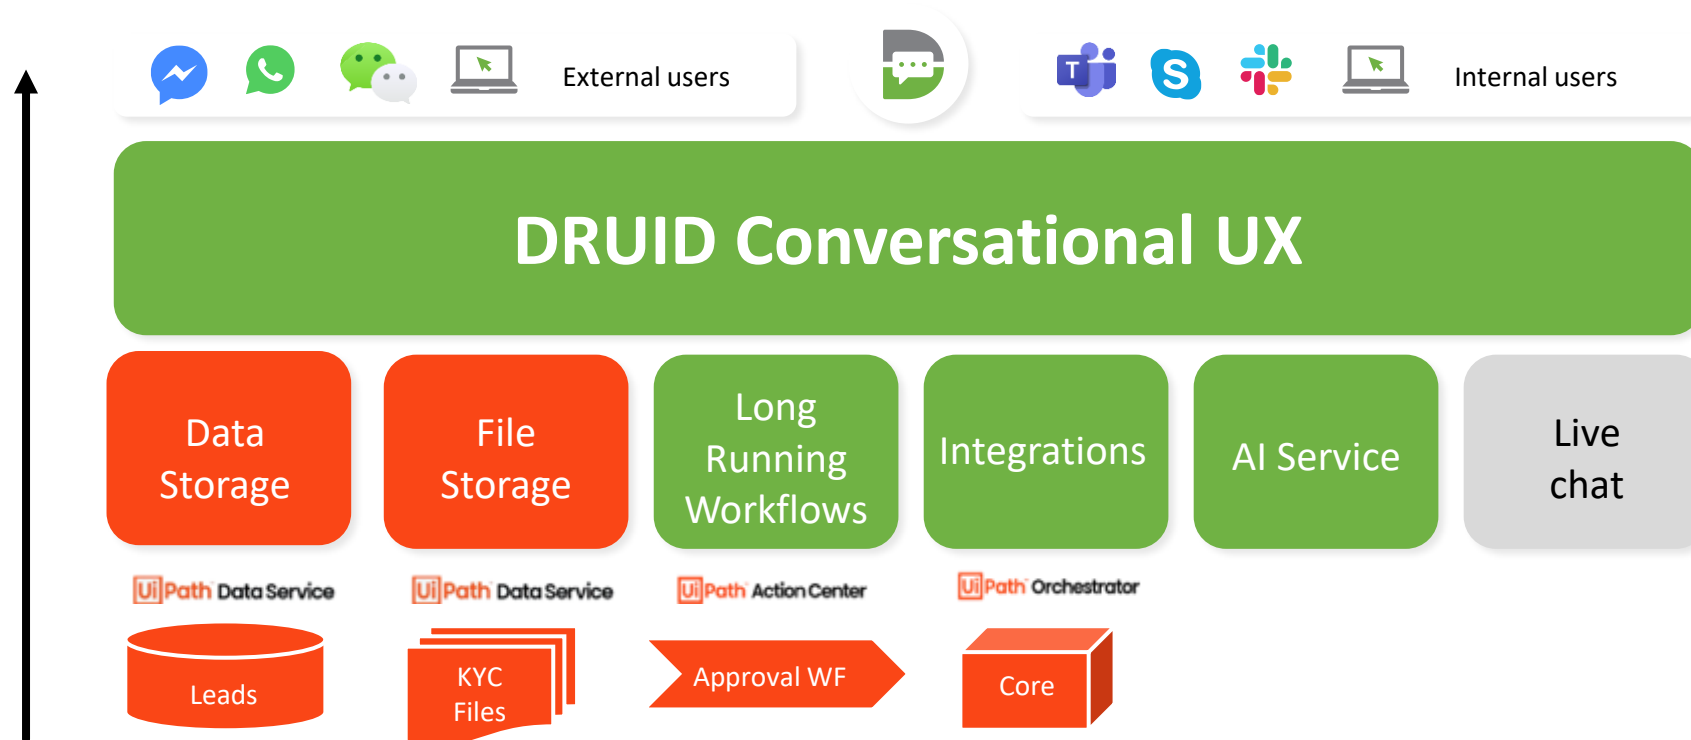 External users
T
S
Internal users
DRUID Conversational UX
Data
Storage
File
Storage
Long
Running
Workflows
Integrations
AI Service
Live
chat
UiPath Data Service
UiPath Data Service
UiPath Action Center
UiPath Orchestrator
Leads
KYC
Files
Approval WF
Core